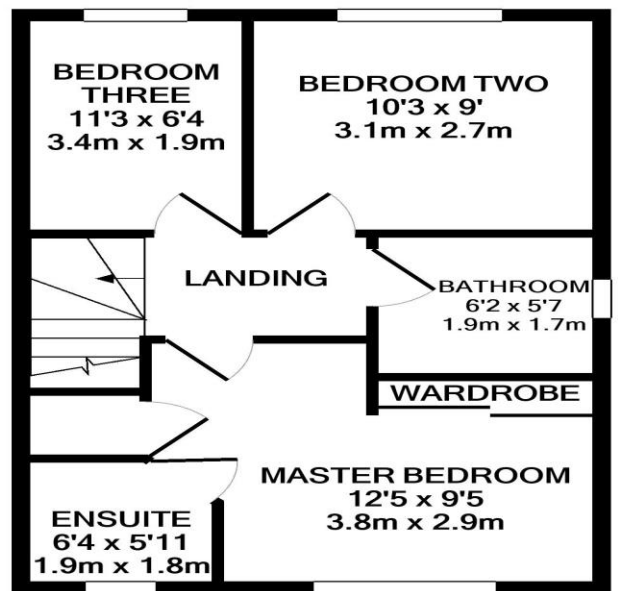 BEDROOM
THREE
11'3 x 6'4
3.4m x 1.9m
BEDROOM TWO
10'3 x 9'
3.1m x 2.7m
LANDING
BATHROOM
6'2 x 5'7
1.9m x 1.7m
WARDROBE
MASTER BEDROOM
12'5 x 9'5
3.8m x 2.9m
ENSUITE
6'4 x 5'11
1.9m x 1.8m